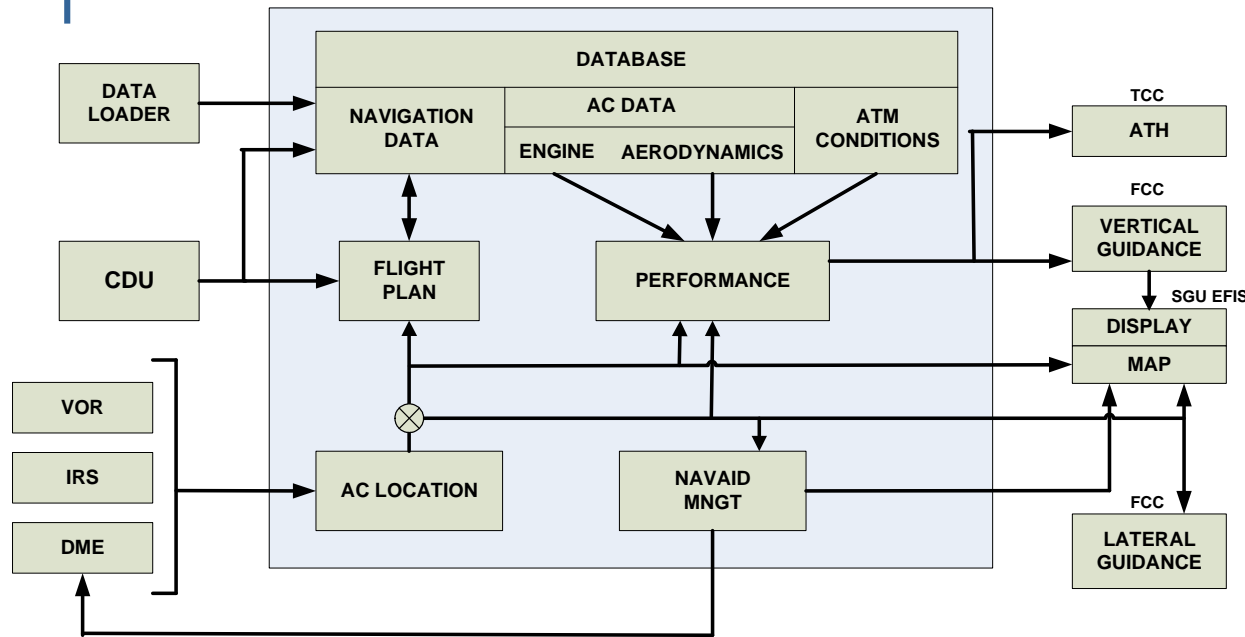 DATABASE
DATA
LOADER
NAVIGATION
DATA
AC DATA
ENGINE
AERODYNAMICS
ATM
CONDITIONS
TCC
ATH
FCC
VERTICAL
GUIDANCE
CDU
FLIGHT
PLAN
PERFORMANCE
SGU EFIS
DISPLAY
MAP
VOR
IRS
DME
AC LOCATION
NAVAID
MNGT
FCC
LATERAL
GUIDANCE